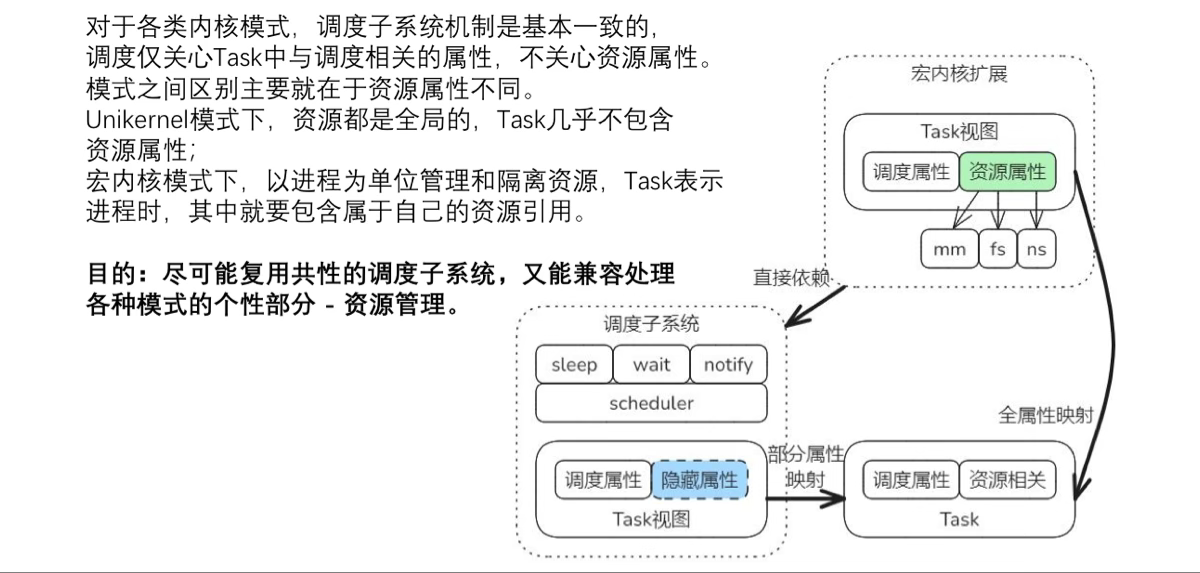 对于各类内核模式，调度子系统机制是基本一致的，
调度仅关心Task中与调度相关的属性，不关心资源属性。
模式之间区别主要就在于资源属性不同。
Unikernel模式下，资源都是全局的，Task几乎不包含
资源属性；
宏内核模式下，以进程为单位管理和隔离资源，Task表示
进程时，其中就要包含属于自己的资源引用。
目的：尽可能复用共性的调度子系统，又能兼容处理
各种模式的个性部分 - 资源管理。
宏内核扩展
Task视图
调度属性 资源属性
mm fs ns
直接依赖
调度子系统
sleep wait notify
scheduler
全属性映射
部分属性
映射
调度属性 隐藏属性
Task视图
调度属性 资源相关
Task